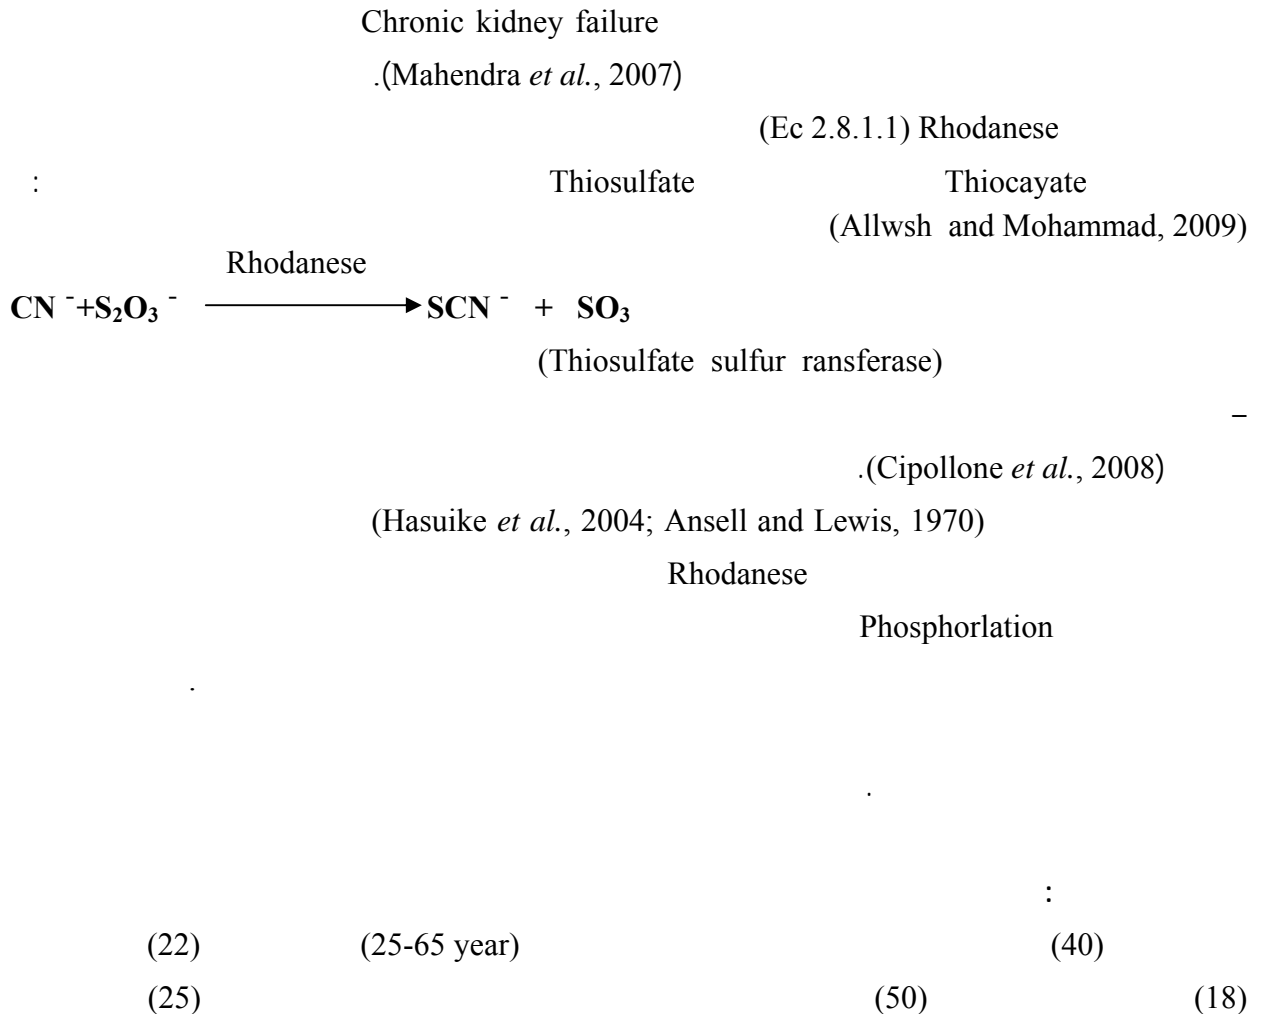 Chronic kidney failure
.(Mahendra et al., 2007)
(Ec 2.8.1.1) Rhodanese
: Thiosulfate Thiocayate
(Allwsh and Mohammad, 2009)
Rhodanese
CN ⁻+S₂O₃ ⁻ ⟶ SCN ⁻ + SO₃
(Thiosulfate sulfur ransferase)
–
.(Cipollone et al., 2008)
(Hasuike et al., 2004; Ansell and Lewis, 1970)
Rhodanese
Phosphorlation
.
.
:
(22) (25-65 year) (40)
(25) (50) (18)